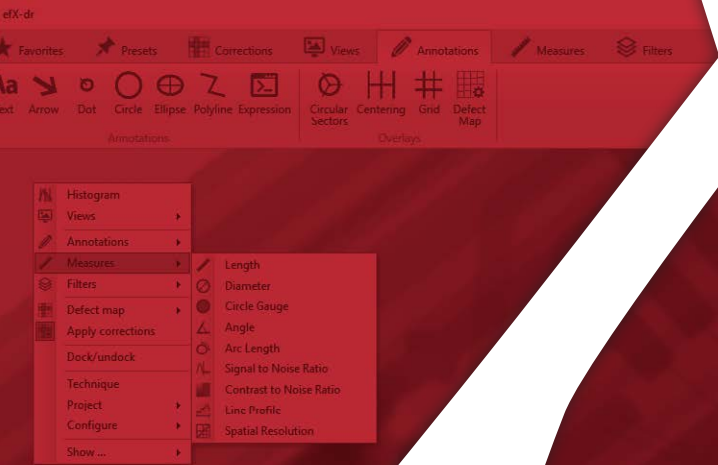 efX-dr
Favorites Presets Corrections Views Annotations Measures Filters
Arrow Dot Circle Ellipse Polyline Expression Circular Sectors Centering Grid Defect Map
Annotations Overlays
Histogram
Views
Annotations
Measures
Filters
Defect map
Apply corrections
Dock/undock
Technique
Project
Configure
Show ...
Length
Diameter
Circle Gauge
Angle
Arc Length
Signal to Noise Ratio
Contrast to Noise Ratio
Line Profile
Spatial Resolution